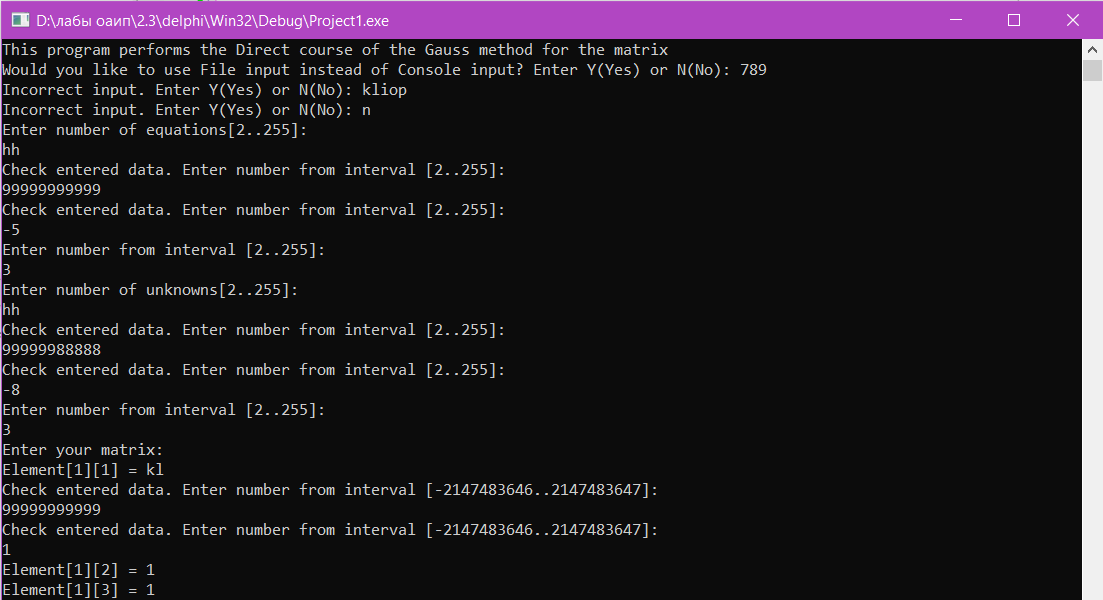 D:\лабы оаип\2.3\delphi\Win32\Debug\Project1.exe
This program performs the Direct course of the Gauss method for the matrix
Would you like to use File input instead of Console input? Enter Y(Yes) or N(No): 789
Incorrect input. Enter Y(Yes) or N(No): kliop
Incorrect input. Enter Y(Yes) or N(No): n
Enter number of equations[2..255]:
hh
Check entered data. Enter number from interval [2..255]:
99999999999
Check entered data. Enter number from interval [2..255]:
-5
Enter number from interval [2..255]:
3
Enter number of unknowns[2..255]:
hh
Check entered data. Enter number from interval [2..255]:
99999988888
Check entered data. Enter number from interval [2..255]:
-8
Enter number from interval [2..255]:
3
Enter your matrix:
Element[1][1] = kl
Check entered data. Enter number from interval [-2147483646..2147483647]:
99999999999
Check entered data. Enter number from interval [-2147483646..2147483647]:
1
Element[1][2] = 1
Element[1][3] = 1